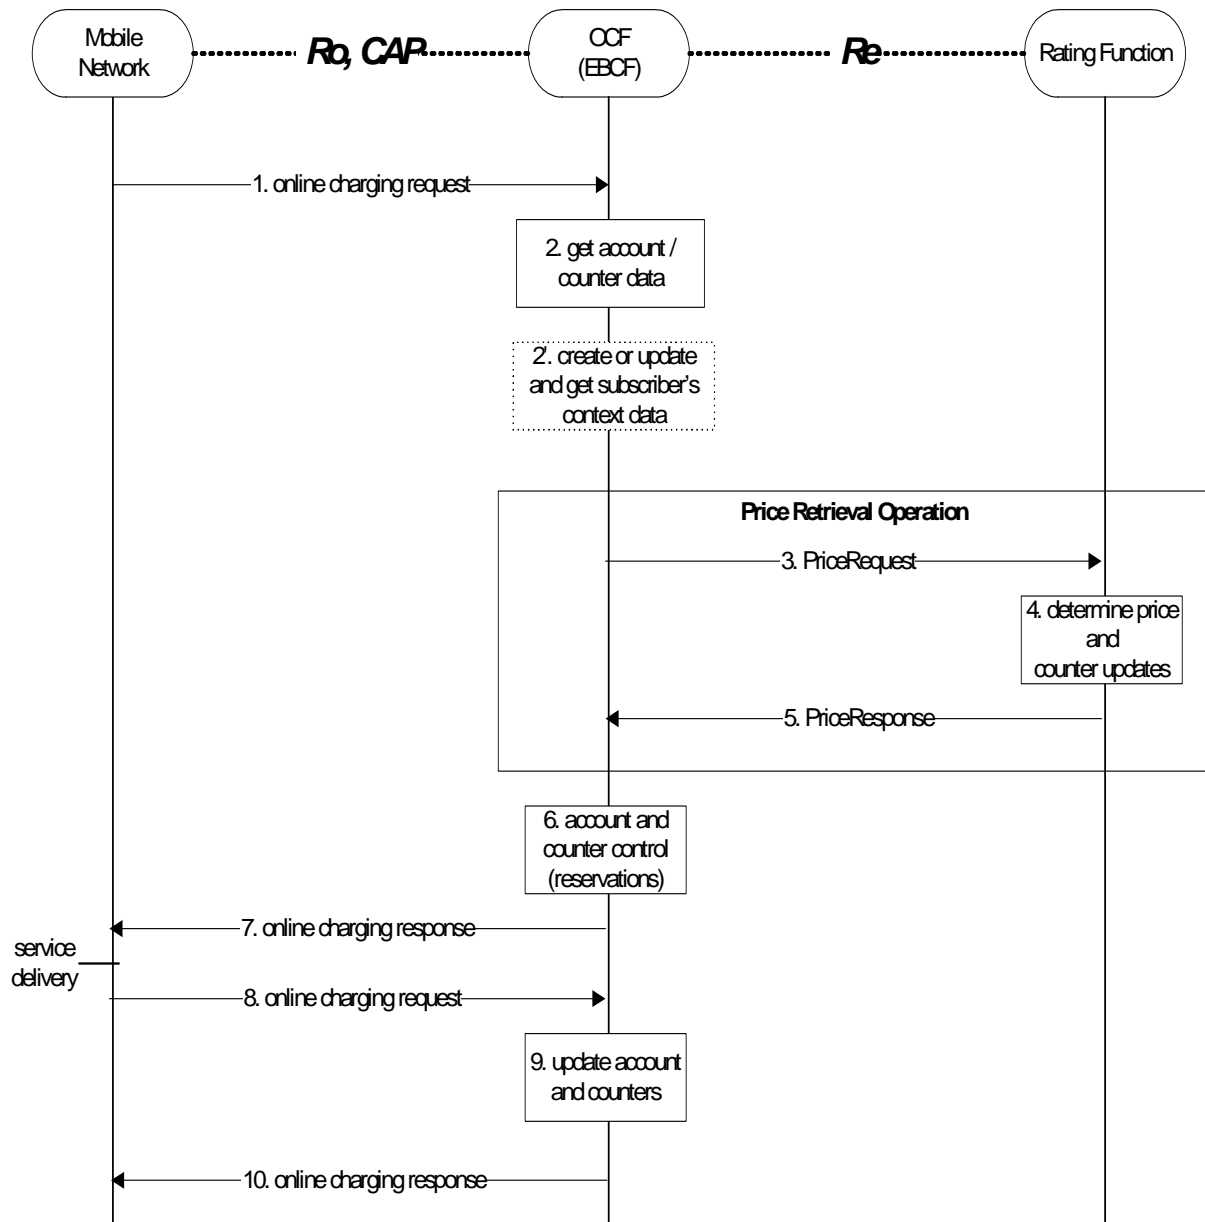 Mobile
Network
Ro, CAP
OCF
(EBCF)
Re
Rating Function
1. online charging request
2. get account /
counter data
2'. create or update
and get subscriber's
context data
Price Retrieval Operation
3. PriceRequest
4. determine price
and
counter updates
5. PriceResponse
6. account and
counter control
(reservations)
7. online charging response
service
delivery
8. online charging request
9. update account
and counters
10. online charging response